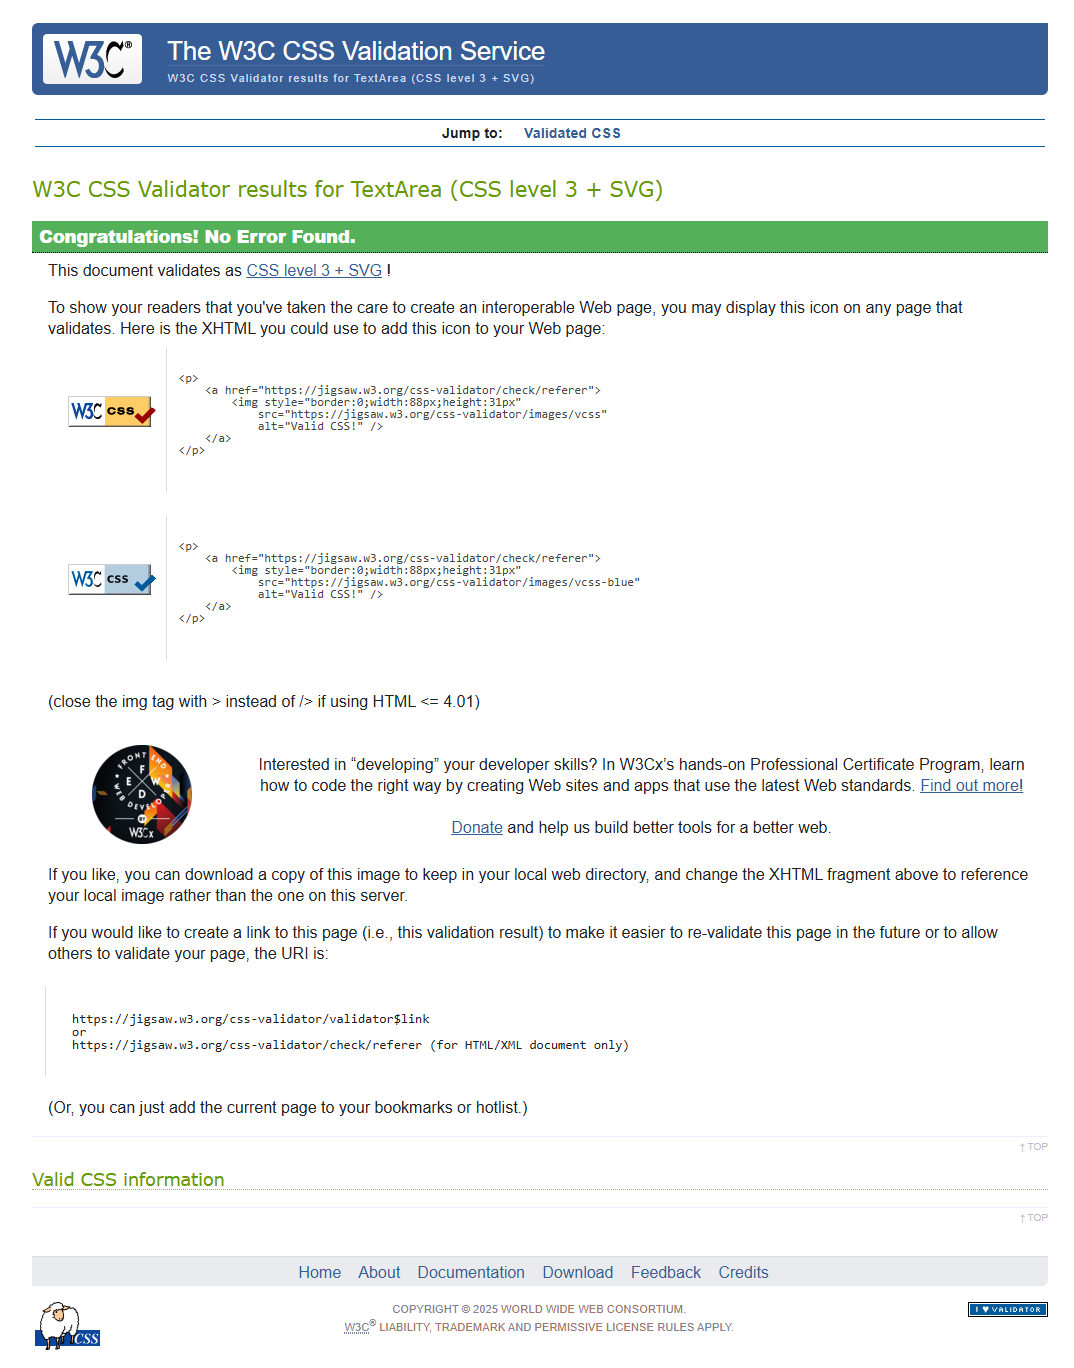 W3C®
The W3C CSS Validation Service
W3C CSS Validator results for TextArea (CSS level 3 + SVG)
Jump to: Validated CSS
W3C CSS Validator results for TextArea (CSS level 3 + SVG)
Congratulations! No Error Found.
This document validates as CSS level 3 + SVG !
To show your readers that you've taken the care to create an interoperable Web page, you may display this icon on any page that
validates. Here is the XHTML you could use to add this icon to your Web page:
W3C css
<p>
    <a href="https://jigsaw.w3.org/css-validator/check/referer">
        <img style="border:0;width:88px;height:31px"
            src="https://jigsaw.w3.org/css-validator/images/vcss"
            alt="Valid CSS!" />
    </a>
</p>
W3C css
<p>
    <a href="https://jigsaw.w3.org/css-validator/check/referer">
        <img style="border:0;width:88px;height:31px"
            src="https://jigsaw.w3.org/css-validator/images/vcss-blue"
            alt="Valid CSS!" />
    </a>
</p>
(close the img tag with > instead of /> if using HTML <= 4.01)
FRONT END
F
E W
D
WEB DEVELOPER
W3Cx
Interested in “developing” your developer skills? In W3Cx’s hands-on Professional Certificate Program, learn
how to code the right way by creating Web sites and apps that use the latest Web standards. Find out more!
Donate and help us build better tools for a better web.
If you like, you can download a copy of this image to keep in your local web directory, and change the XHTML fragment above to reference
your local image rather than the one on this server.
If you would like to create a link to this page (i.e., this validation result) to make it easier to re-validate this page in the future or to allow
others to validate your page, the URI is:
https://jigsaw.w3.org/css-validator/validator$link
or
https://jigsaw.w3.org/css-validator/check/referer (for HTML/XML document only)
(Or, you can just add the current page to your bookmarks or hotlist.)
↑ TOP
Valid CSS information
↑ TOP
Home About Documentation Download Feedback Credits
CSS
COPYRIGHT © 2025 WORLD WIDE WEB CONSORTIUM.
W3C® LIABILITY, TRADEMARK AND PERMISSIVE LICENSE RULES APPLY.
I ♥ VALIDATOR